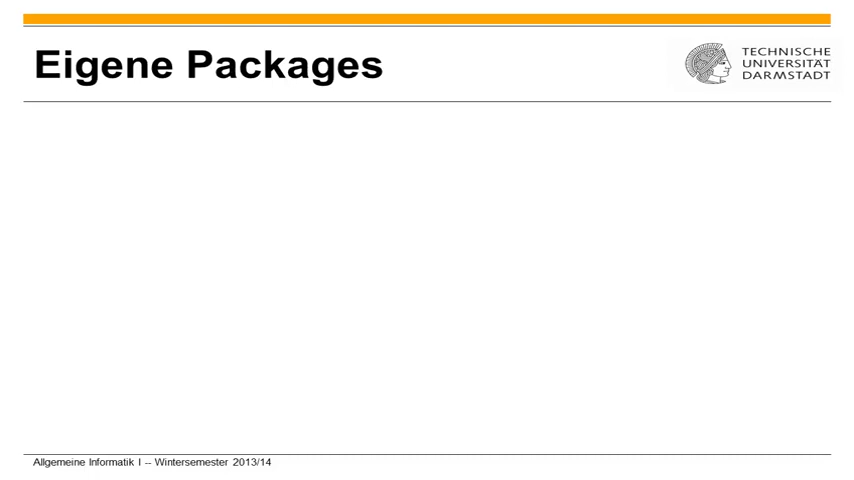 Eigene Packages
TECHNISCHE
UNIVERSITÄT
DARMSTADT
Allgemeine Informatik I -- Wintersemester 2013/14